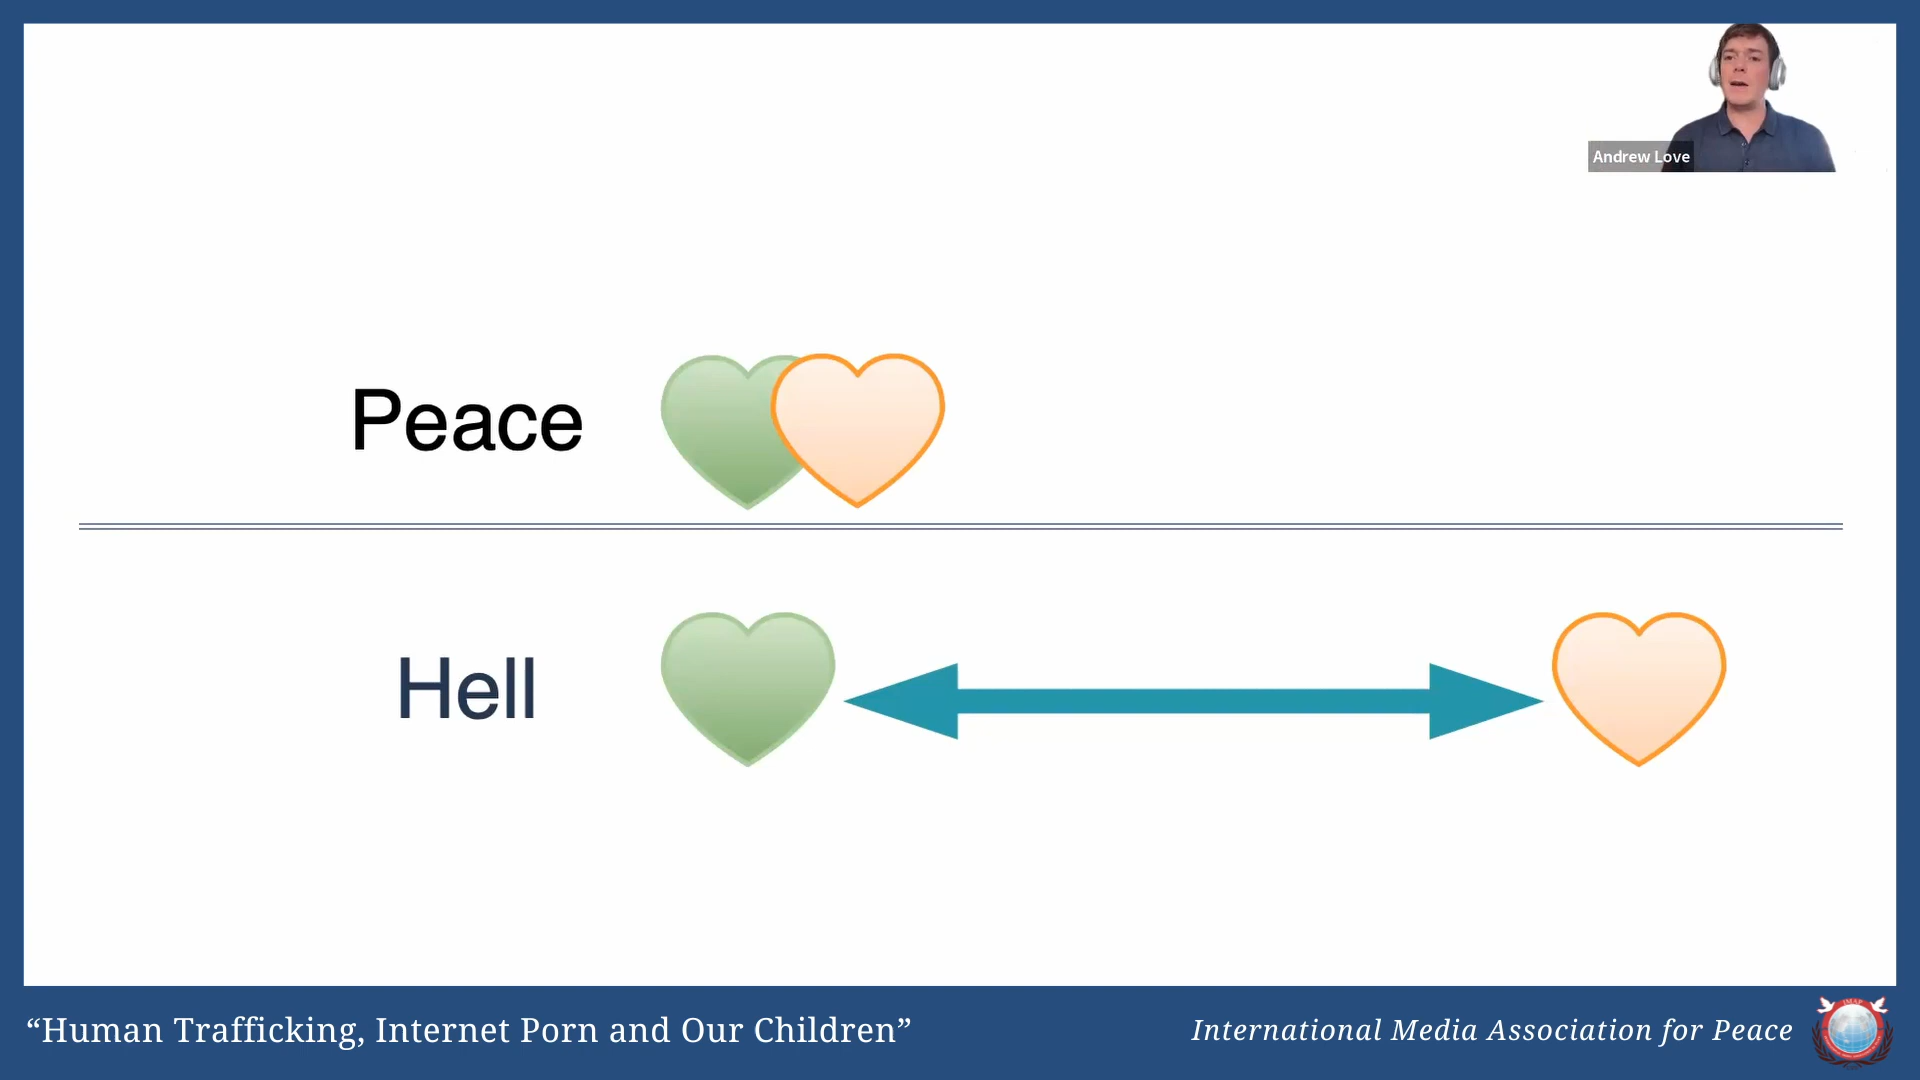 Andrew Love
Peace
Hell
“Human Trafficking, Internet Porn and Our Children”
International Media Association for Peace